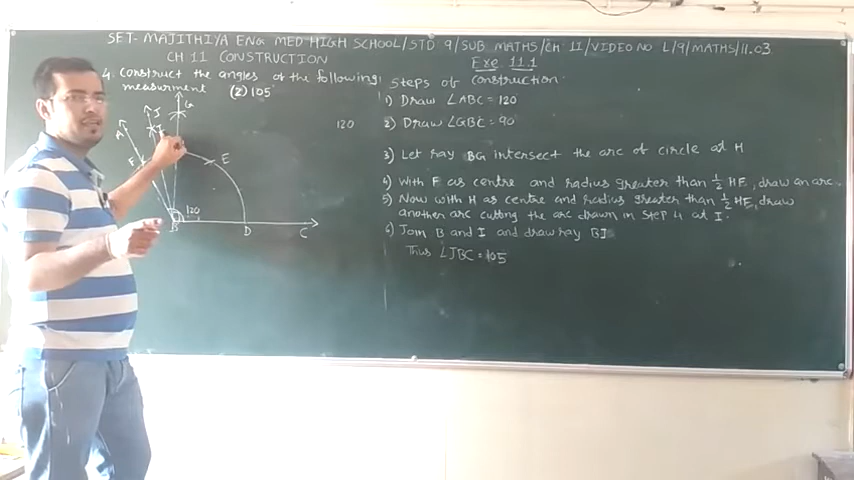 SET- MAJITHIYA ENG MED HIGH SCHOOL/STD 9/SUB MATHS/CH 11/VIDEO NO L/9/MATHS/11.03
CH 11 CONSTRUCTION
Exe 11.1
4. Construct the angles of the following
measurment (2) 105°
Steps of construction
1) Draw ∠ABC = 120
2) Draw ∠GBC = 90
3) Let ray BG intersect the arc of circle at H
4) With F as centre and radius greater than 1/2 HF, draw an arc.
5) Now with H as centre and radius greater than 1/2 HF, draw
another arc cutting the arc drawn in step 4 at I.
6) Join B and I and draw ray BJ
Thus ∠JBC = 105
120
G
J
A
I
F
E
120
B
D
C